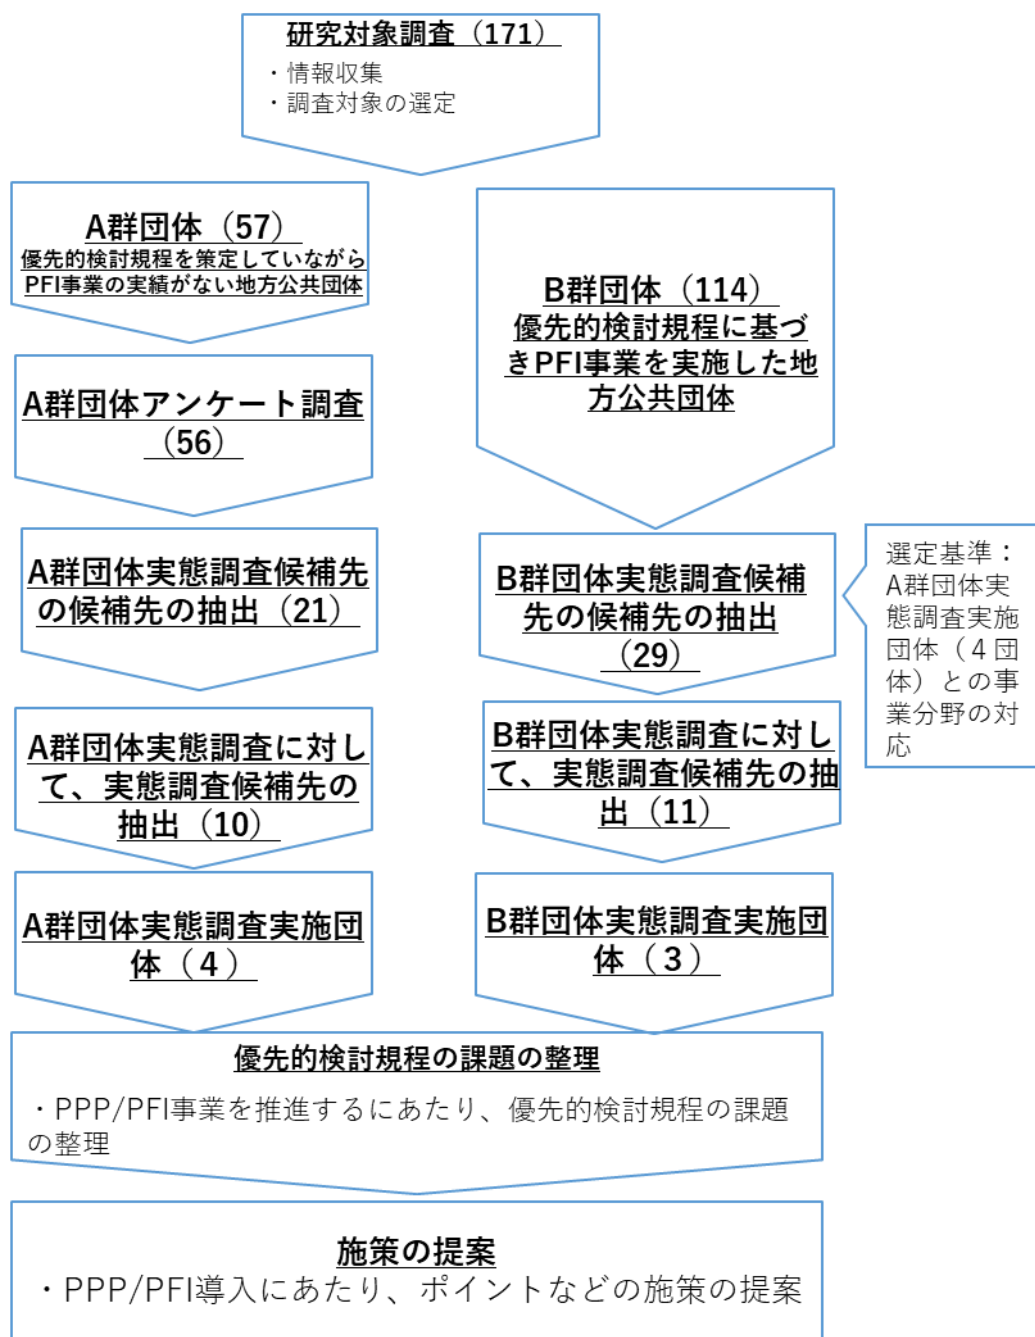 研究対象調査（171）
・情報収集
・調査対象の選定
A群団体（57）
優先的検討規程を策定していながら
PFI事業の実績がない地方公共団体
A群団体アンケート調査
（56）
A群団体実態調査候補先
の候補先の抽出（21）
A群団体実態調査に対し
て、実態調査候補先の
抽出（10）
A群団体実態調査実施団
体（４）
B群団体（114）
優先的検討規程に基づ
きPFI事業を実施した地
方公共団体
B群団体実態調査候補
先の候補先の抽出
（29）
選定基準：
A群団体実
態調査実施
団体（４団
体）との事
業分野の対
応
B群団体実態調査に対し
て、実態調査候補先の抽
出（11）
B群団体実態調査実施団
体（３）
優先的検討規程の課題の整理
・PPP/PFI事業を推進するにあたり、優先的検討規程の課題
の整理
施策の提案
・PPP/PFI導入にあたり、ポイントなどの施策の提案